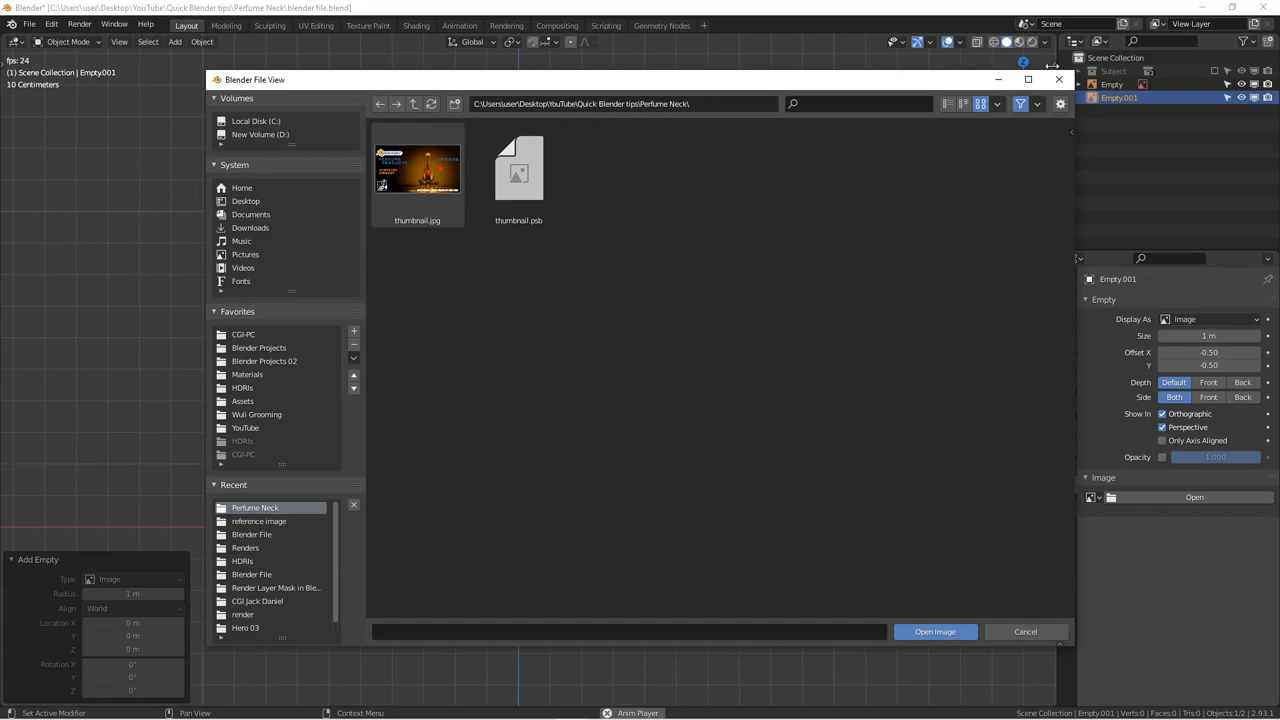 Blender* [C:\Users\user\Desktop\YouTube\Quick Blender tips\Perfume Neck\blender file.blend]
File Edit Render Window Help Layout Modeling Sculpting UV Editing Texture Paint Shading Animation Rendering Compositing Scripting Geometry Nodes Scene View Layer
Object Mode View Select Add Object Global
fps: 24
(1) Scene Collection | Empty.001
10 Centimeters
Z
Scene Collection
Subject
Empty
Empty.001
Blender File View
Volumes
Local Disk (C:)
New Volume (D:)
System
Home
Desktop
Documents
Downloads
Music
Pictures
Videos
Fonts
Favorites
CGI-PC
Blender Projects
Blender Projects 02
Materials
HDRIs
Assets
Wuli Grooming
YouTube
HDRIs
CGI-PC
Recent
Perfume Neck
reference image
Blender File
Renders
HDRIs
Blender File
Render Layer Mask in Ble...
CGI Jack Daniel
render
Hero 03
C:\Users\user\Desktop\YouTube\Quick Blender tips\Perfume Neck\
PERFUME
PRODUCTS
thumbnail.jpg
thumbnail.psb
Open Image
Cancel
Empty.001
Empty
Display As Image
Size 1 m
Offset X -0.50
Y -0.50
Depth Default Front Back
Side Both Front Back
Show In Orthographic
Perspective
Only Axis Aligned
Opacity 1.000
Image
Open
Add Empty
Type Image
Radius 1 m
Align World
Location X 0 m
Y 0 m
Z 0 m
Rotation X 0°
Y 0°
Z 0°
Set Active Modifier Pan View Context Menu Anim Player Scene Collection | Empty.001 | Verts:0 | Faces:0 | Tris:0 | Objects:1/2 | 2.93.1